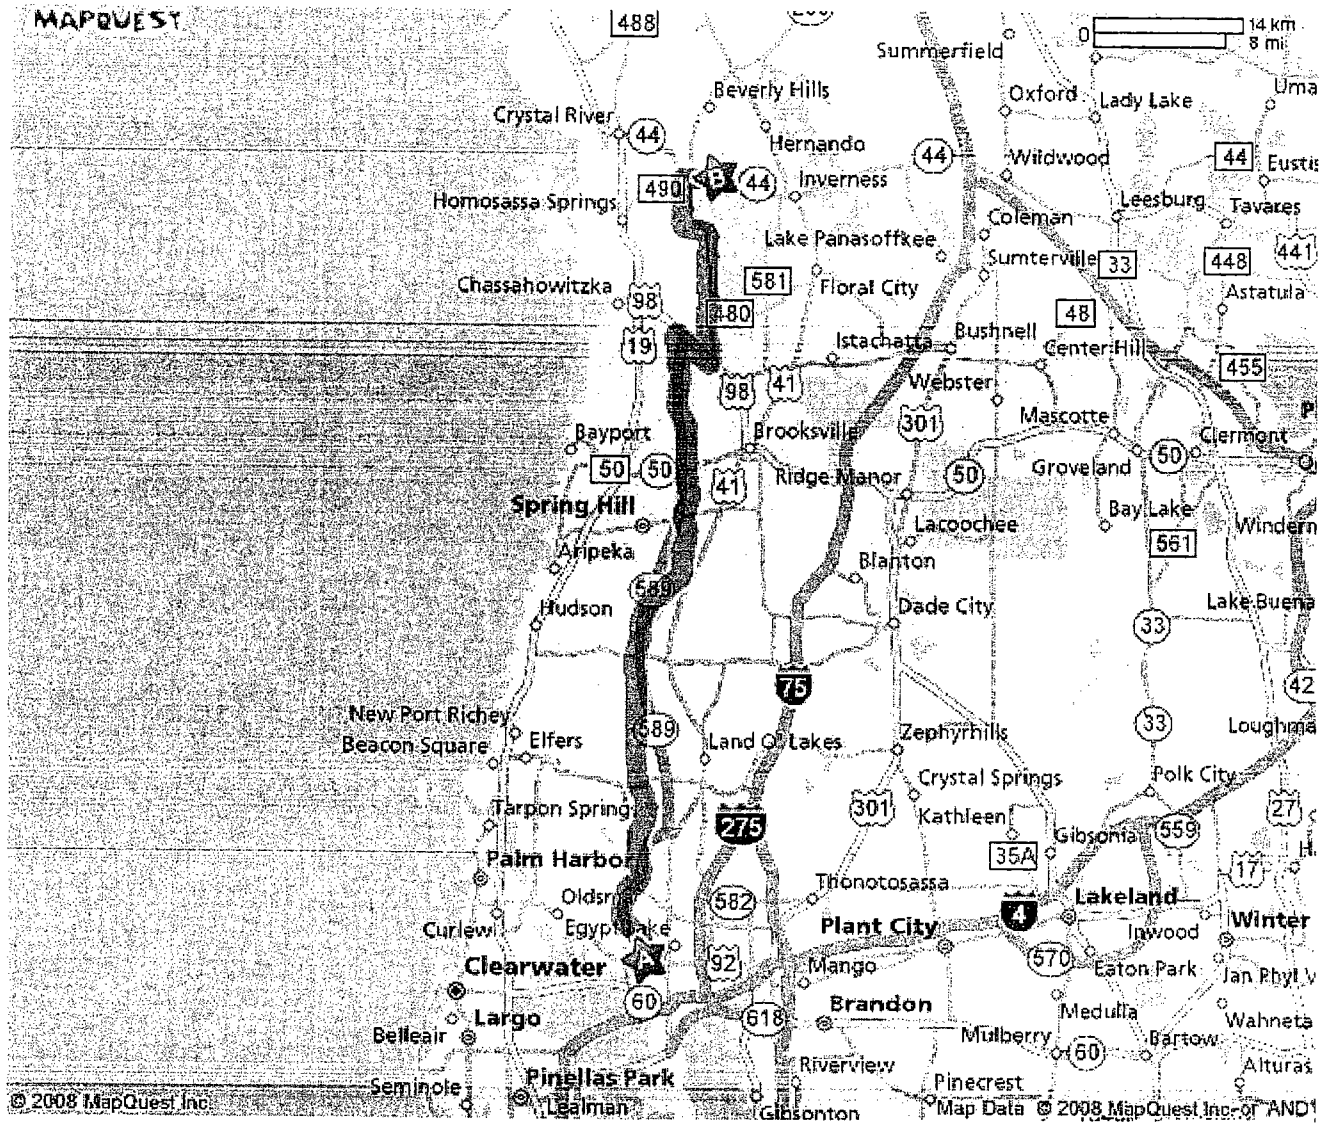 MAPQUEST
488
0 14 km
8 mi
Summerfield
Beverly Hills
Oxford
Lady Lake
Crystal River
44
Hernando
44
Wildwood
44
Eustis
490
B
44
Inverness
Homosassa Springs
Leesburg
Tavares
Coleman
Lake Panasoffkee
441
Sumterville
33
448
581
Chassahowitzka
98
Floral City
Astatula
480
48
19
Istachatta
Bushnell
Center Hill
455
98
41
Webster
Mascotte
301
Bayport
Brooksville
Clermont
50
50
Groveland
50
Ridge Manor
50
41
Spring Hill
Lacoochee
Bay Lake
Windern
Aripeka
561
Blanton
589
Hudson
Dade City
Lake Buena
33
75
42
New Port Richey
589
33
Loughma
Beacon Square
Elfers
Land O Lakes
Zephyrhills
Crystal Springs
Polk City
Tarpon Spring
301
Kathleen
27
275
Gibsonia
559
Palm Harbor
35A
17
Oldsm
582
Thonotosassa
4
Lakeland
Curlew
Egypt Lake
Plant City
Inwood
Winter
Clearwater
A
92
Mango
570
Eaton Park
Jan Phyl V
60
Medulla
Largo
618
Brandon
Wahneta
Belleair
Mulberry
60
Bartow
Riverview
Alturas
Seminole
Pinellas Park
Pinecrest
© 2008 MapQuest Inc.
Lealman
Gibsonton
Map Data © 2008 MapQuest Inc. or AND